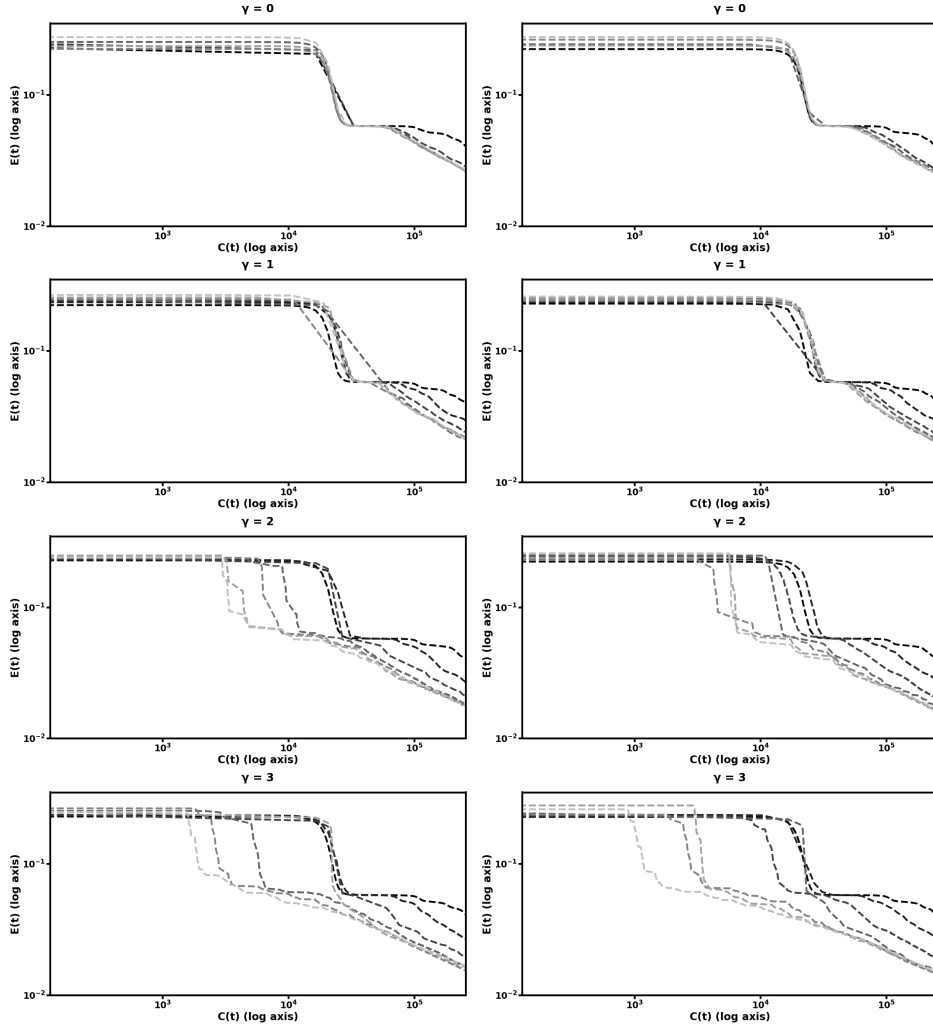 γ = 0
γ = 0
E(t) (log axis)
10⁻¹
10⁻²
10³
10⁴
10⁵
C(t) (log axis)
E(t) (log axis)
10⁻¹
10⁻²
10³
10⁴
10⁵
C(t) (log axis)
γ = 1
γ = 1
E(t) (log axis)
10⁻¹
10⁻²
10³
10⁴
10⁵
C(t) (log axis)
E(t) (log axis)
10⁻¹
10⁻²
10³
10⁴
10⁵
C(t) (log axis)
γ = 2
γ = 2
E(t) (log axis)
10⁻¹
10⁻²
10³
10⁴
10⁵
C(t) (log axis)
E(t) (log axis)
10⁻¹
10⁻²
10³
10⁴
10⁵
C(t) (log axis)
γ = 3
γ = 3
E(t) (log axis)
10⁻¹
10⁻²
10³
10⁴
10⁵
C(t) (log axis)
E(t) (log axis)
10⁻¹
10⁻²
10³
10⁴
10⁵
C(t) (log axis)